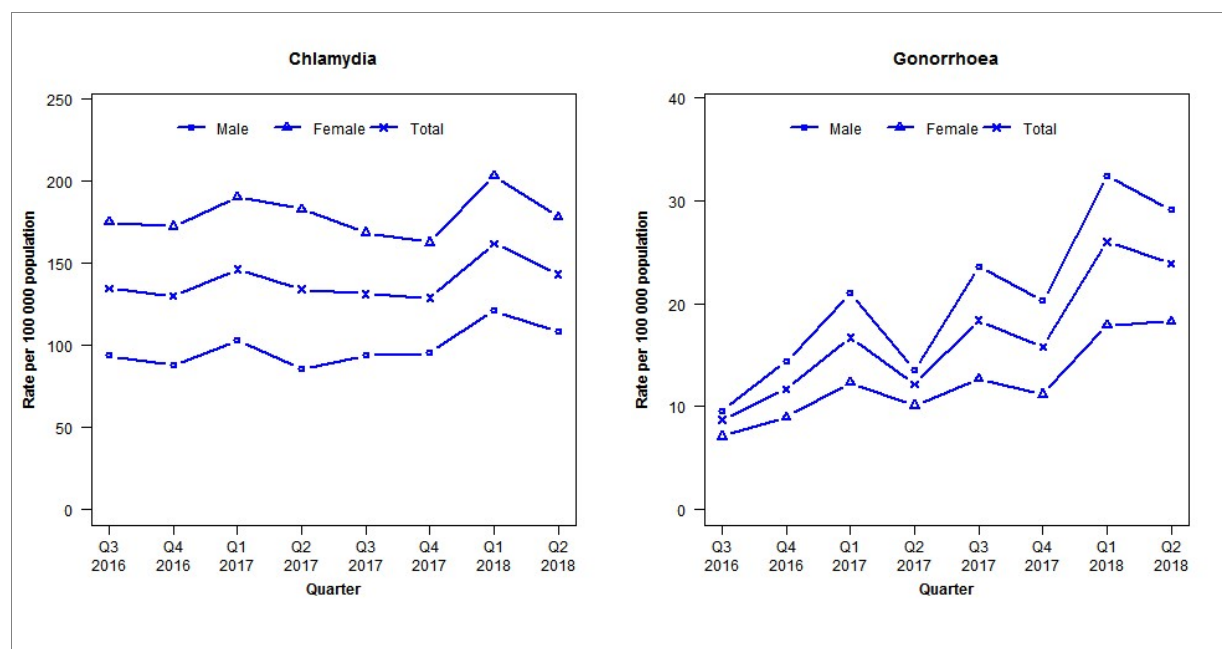 Chlamydia
Rate per 100 000 population
250
200
150
100
50
0
Male Female Total
Q3 Q4 Q1 Q2 Q3 Q4 Q1 Q2
2016 2016 2017 2017 2017 2017 2018 2018
Quarter
Gonorrhoea
Rate per 100 000 population
40
30
20
10
0
Male Female Total
Q3 Q4 Q1 Q2 Q3 Q4 Q1 Q2
2016 2016 2017 2017 2017 2017 2018 2018
Quarter